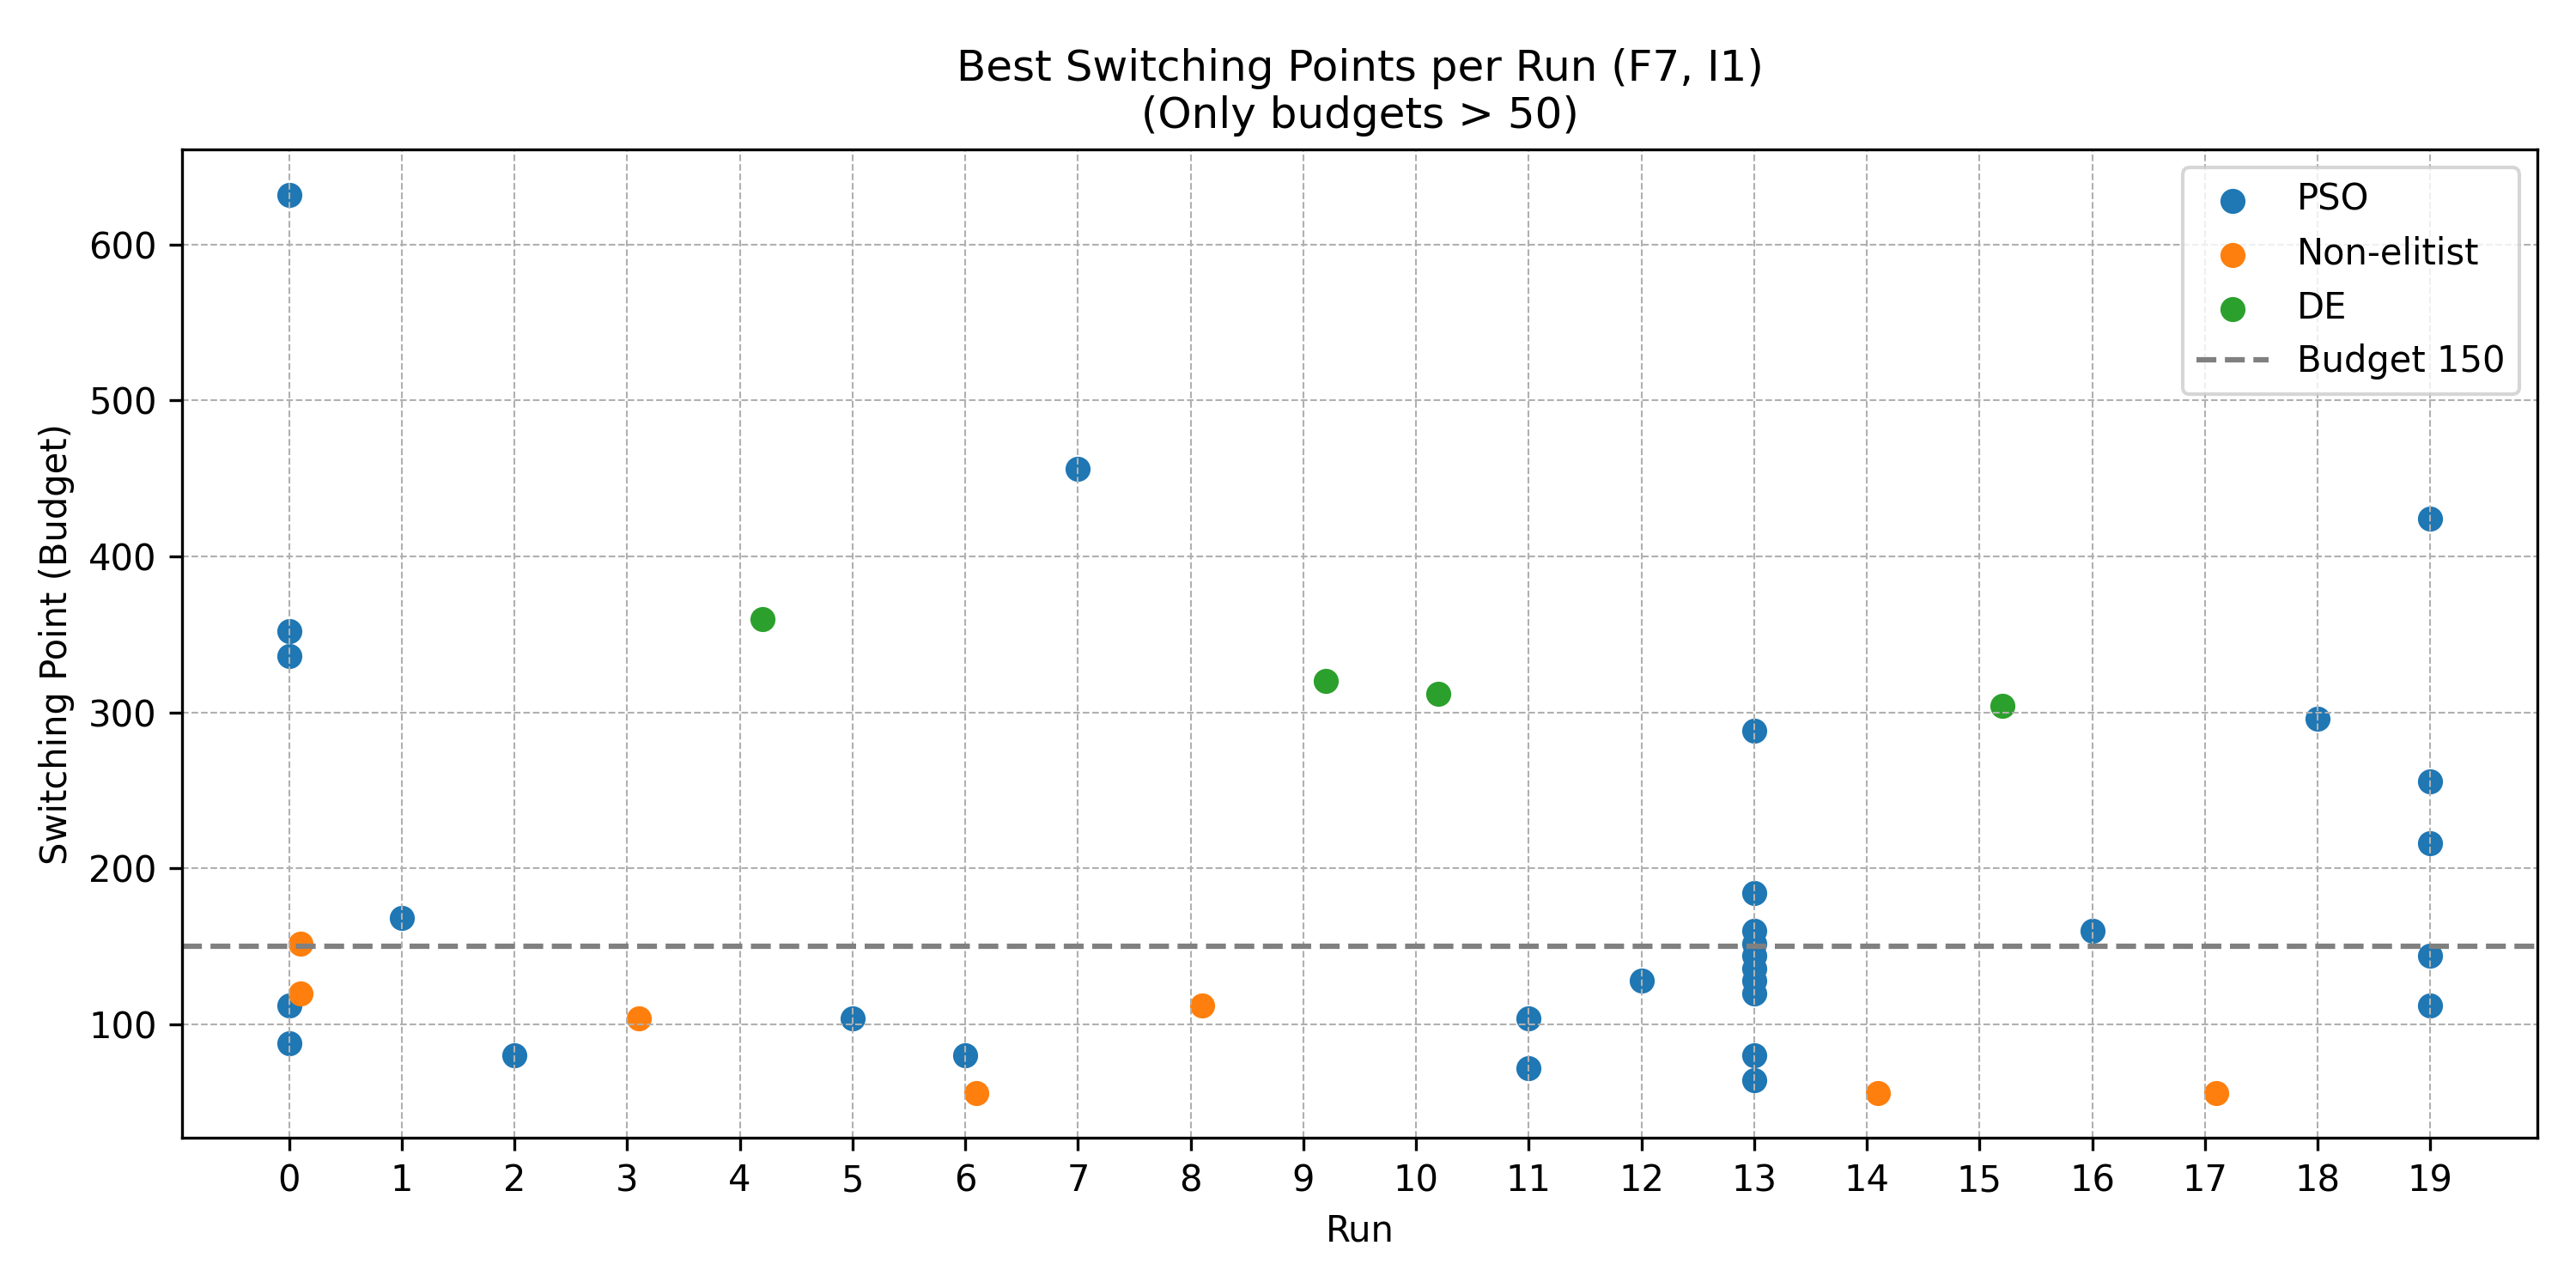 Best Switching Points per Run (F7, I1)
(Only budgets > 50)
PSO
Non-elitist
DE
Budget 150
Switching Point (Budget)
600
500
400
300
200
100
0 1 2 3 4 5 6 7 8 9 10 11 12 13 14 15 16 17 18 19
Run